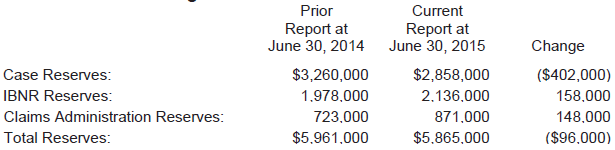 Prior Current
Report at Report at
June 30, 2014 June 30, 2015 Change
Case Reserves: $3,260,000 $2,858,000 ($402,000)
IBNR Reserves: 1,978,000 2,136,000 158,000
Claims Administration Reserves: 723,000 871,000 148,000
Total Reserves: $5,961,000 $5,865,000 ($96,000)